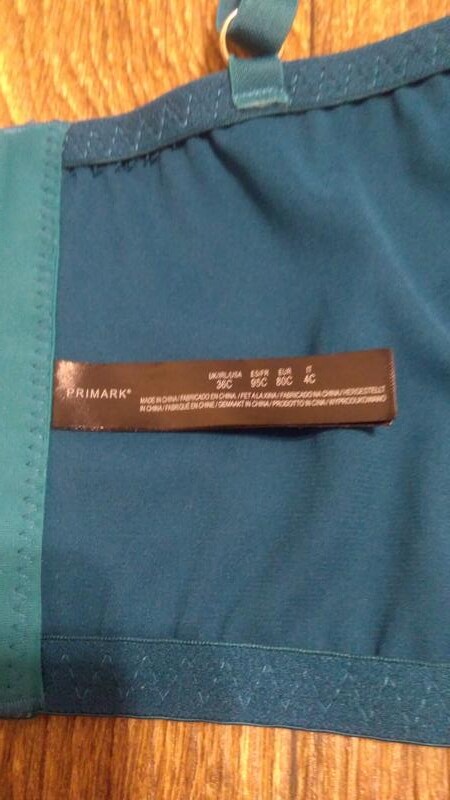 UK/IRL/USA ES/FR EUR IT
36C 95C 80C 4C
PRIMARK®
MADE IN CHINA / FABRICADO EN CHINA / FET A LA XINA / FABRICADO NA CHINA / HERGESTELLT
IN CHINA / FABRIQUÉ EN CHINE / GEMAAKT IN CHINA / PRODOTTO IN CINA / WYPRODUKOWANO